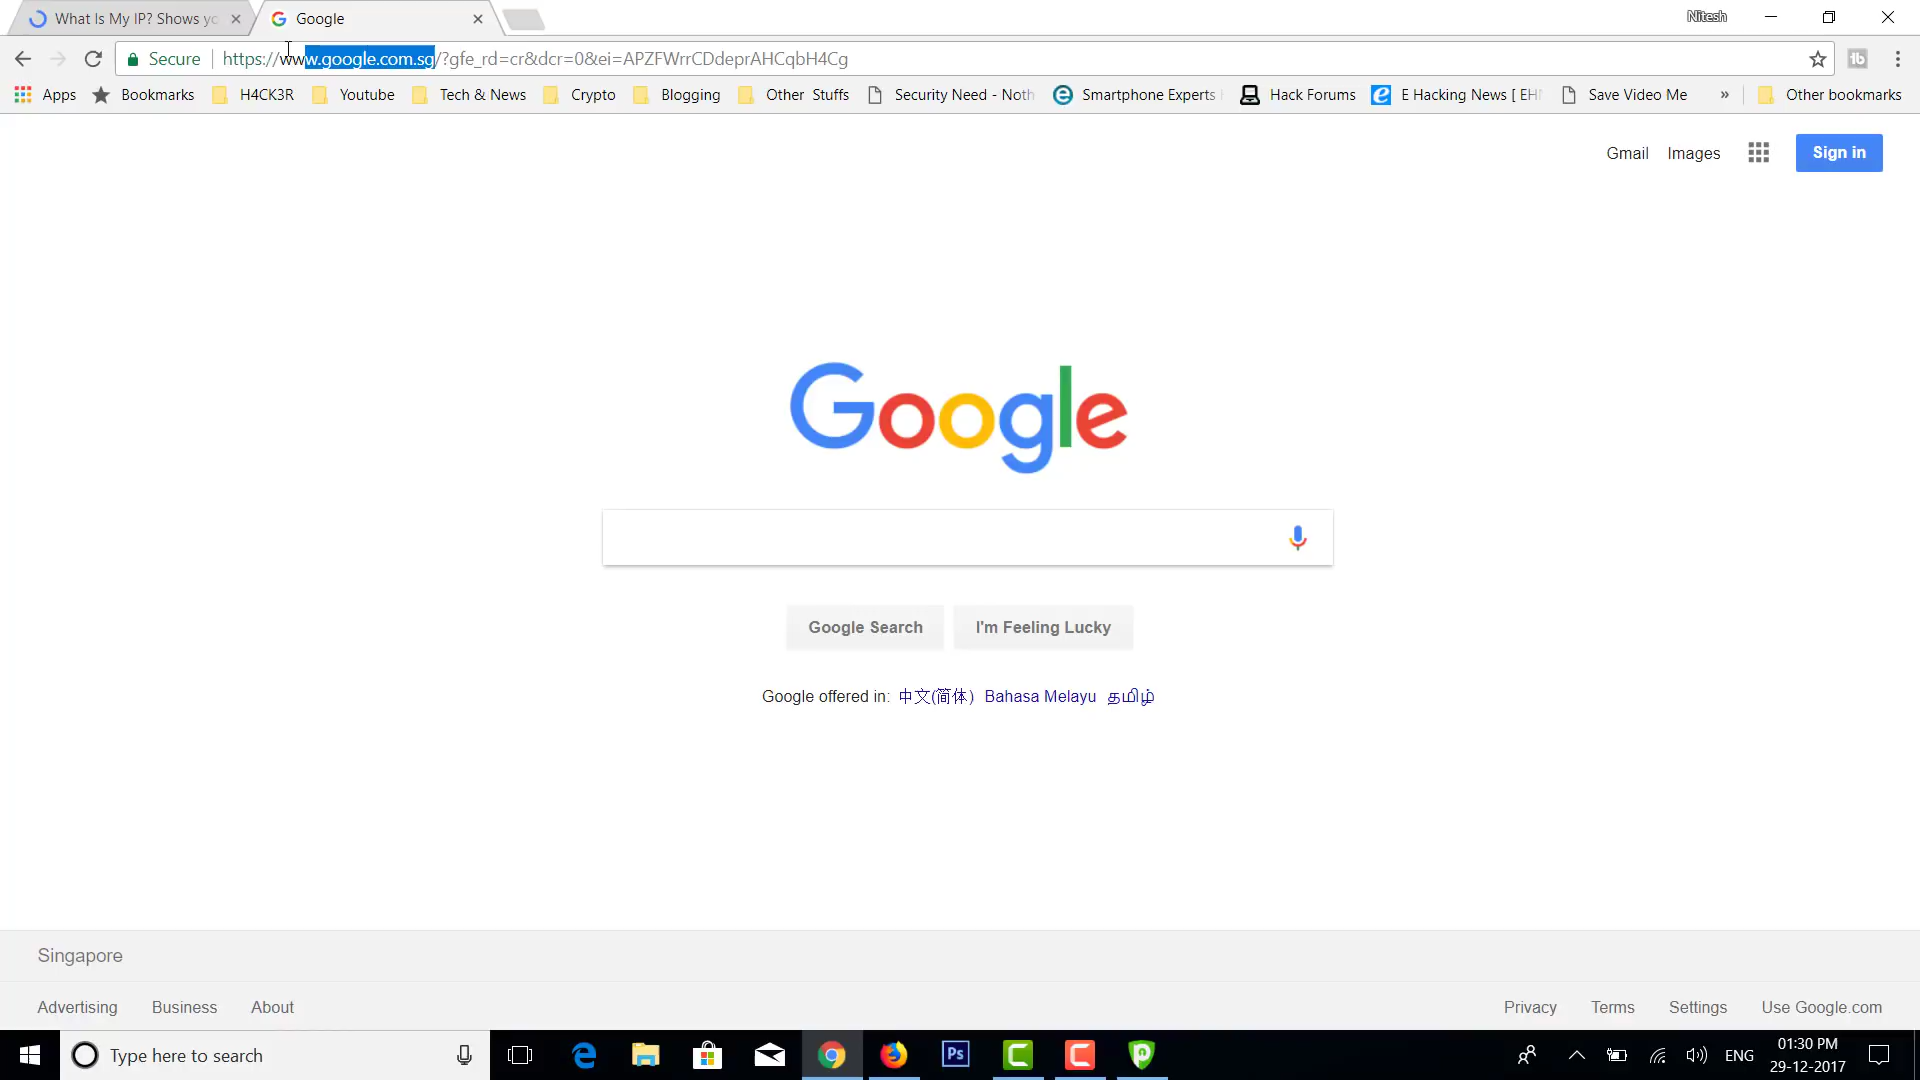 What Is My IP? Shows yo
Google
Nitesh
Secure
https://www.google.com.sg/?gfe_rd=cr&dcr=0&ei=APZFWrrCDdeprAHCqbH4Cg
Apps Bookmarks H4CK3R Youtube Tech & News Crypto Blogging Other Stuffs Security Need - Noth Smartphone Experts Hack Forums E Hacking News [ EH Save Video Me » Other bookmarks
Gmail Images Sign in
Google
Google Search I'm Feeling Lucky
Google offered in: 中文(简体) Bahasa Melayu தமிழ்
Singapore
Advertising Business About Privacy Terms Settings Use Google.com
Type here to search
Ps
ENG
01:30 PM
29-12-2017